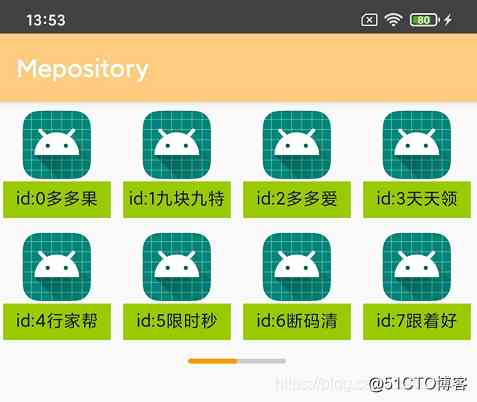 13:53
80
Mepository
id:0多多果
id:1九块九特
id:2多多爱
id:3天天领
id:4行家帮
id:5限时秒
id:6断码清
id:7跟着好
https://blog.c
@51CTO博客